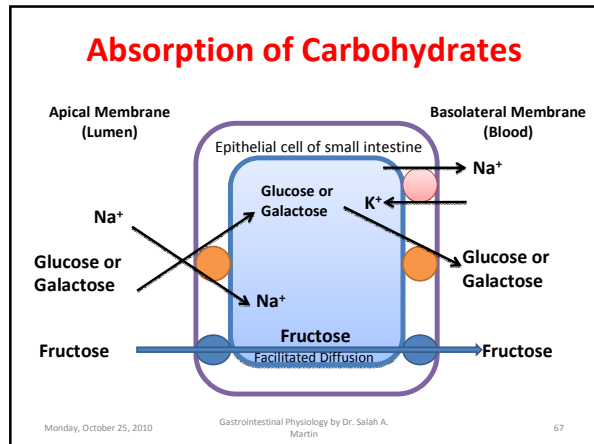 Absorption of Carbohydrates
Apical Membrane
(Lumen)
Basolateral Membrane
(Blood)
Epithelial cell of small intestine
Na⁺
Glucose or
Galactose
K⁺
Na⁺
Glucose or
Galactose
Glucose or
Galactose
Na⁺
Fructose
Fructose
Facilitated Diffusion
Fructose
Monday, October 25, 2010
Gastrointestinal Physiology by Dr. Salah A.
Martin
67